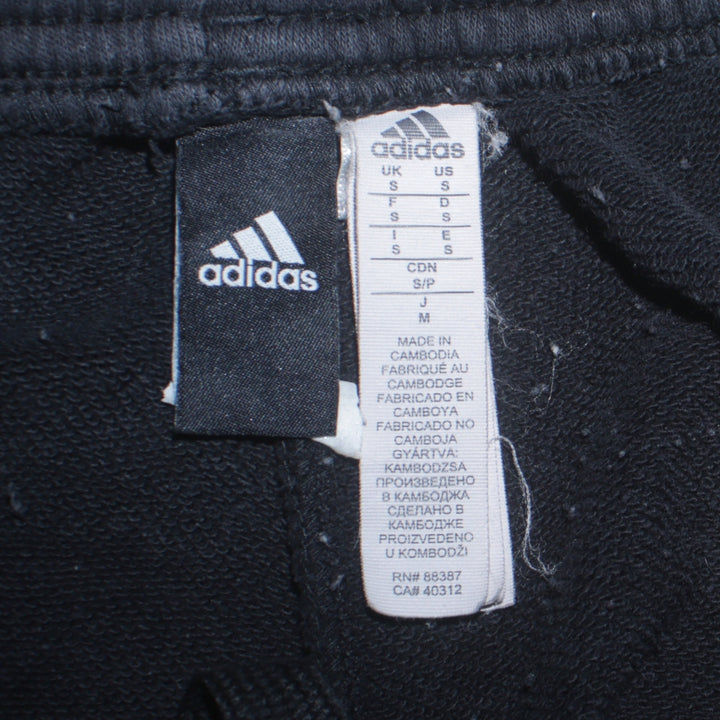 adidas
adidas
UK US
S S
F D
S S
I E
S S
CDN
S/P
J
M
MADE IN
CAMBODIA
FABRIQUÉ AU
CAMBODGE
FABRICADO EN
CAMBOYA
FABRICADO NO
CAMBOJA
GYÁRTVA:
KAMBODZSA
ПРОИЗВЕДЕНО
В КАМБОДЖА
СДЕЛАНО В
КАМБОДЖЕ
PROIZVEDENO
U KOMBODŽI
RN# 88387
CA# 40312